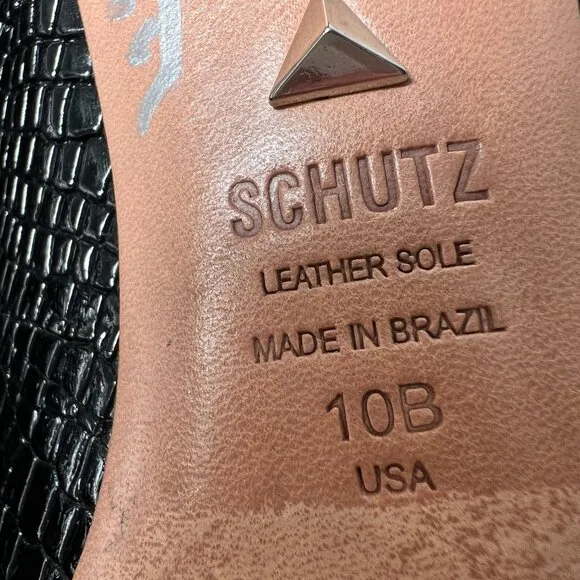 SCHUTZ
LEATHER SOLE
MADE IN BRAZIL
10B
USA